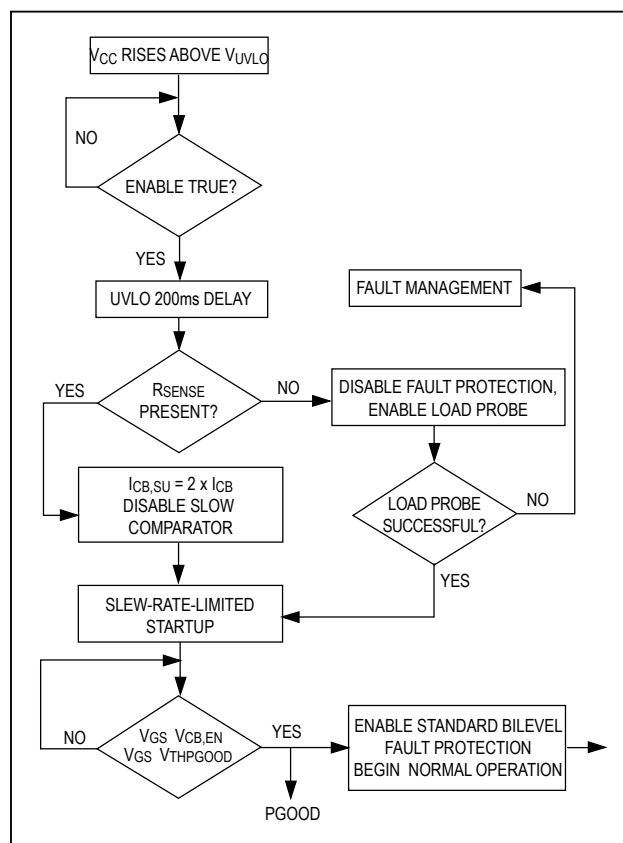 VCC RISES ABOVE VUVLO
NO
ENABLE TRUE?
YES
UVLO 200ms DELAY
FAULT MANAGEMENT
YES
RSENSE
PRESENT?
NO
DISABLE FAULT PROTECTION,
ENABLE LOAD PROBE
ICB,SU = 2 x ICB
DISABLE SLOW
COMPARATOR
LOAD PROBE
SUCCESSFUL?
NO
YES
SLEW-RATE-LIMITED
STARTUP
NO
VGS VCB,EN
VGS VTHPGOOD
YES
ENABLE STANDARD BILEVEL
FAULT PROTECTION
BEGIN NORMAL OPERATION
PGOOD